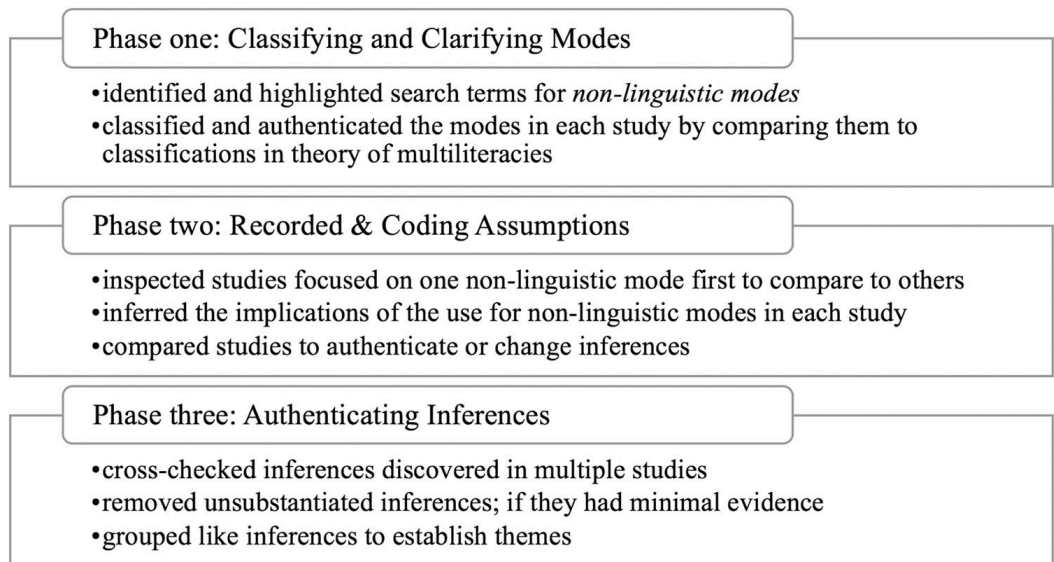 Phase one: Classifying and Clarifying Modes
•identified and highlighted search terms for non-linguistic modes
•classified and authenticated the modes in each study by comparing them to
classifications in theory of multiliteracies
Phase two: Recorded & Coding Assumptions
•inspected studies focused on one non-linguistic mode first to compare to others
•inferred the implications of the use for non-linguistic modes in each study
•compared studies to authenticate or change inferences
Phase three: Authenticating Inferences
•cross-checked inferences discovered in multiple studies
•removed unsubstantiated inferences; if they had minimal evidence
•grouped like inferences to establish themes